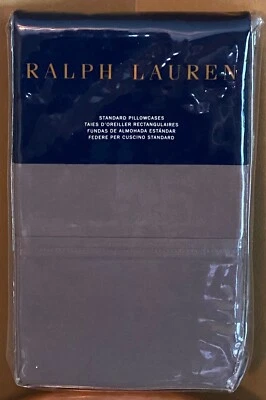 RALPH LAUREN
STANDARD PILLOWCASES
TAIES D'OREILLER RECTANGULAIRES
FUNDAS DE ALMOHADA ESTÁNDAR
FEDERE PER CUSCINO STANDARD